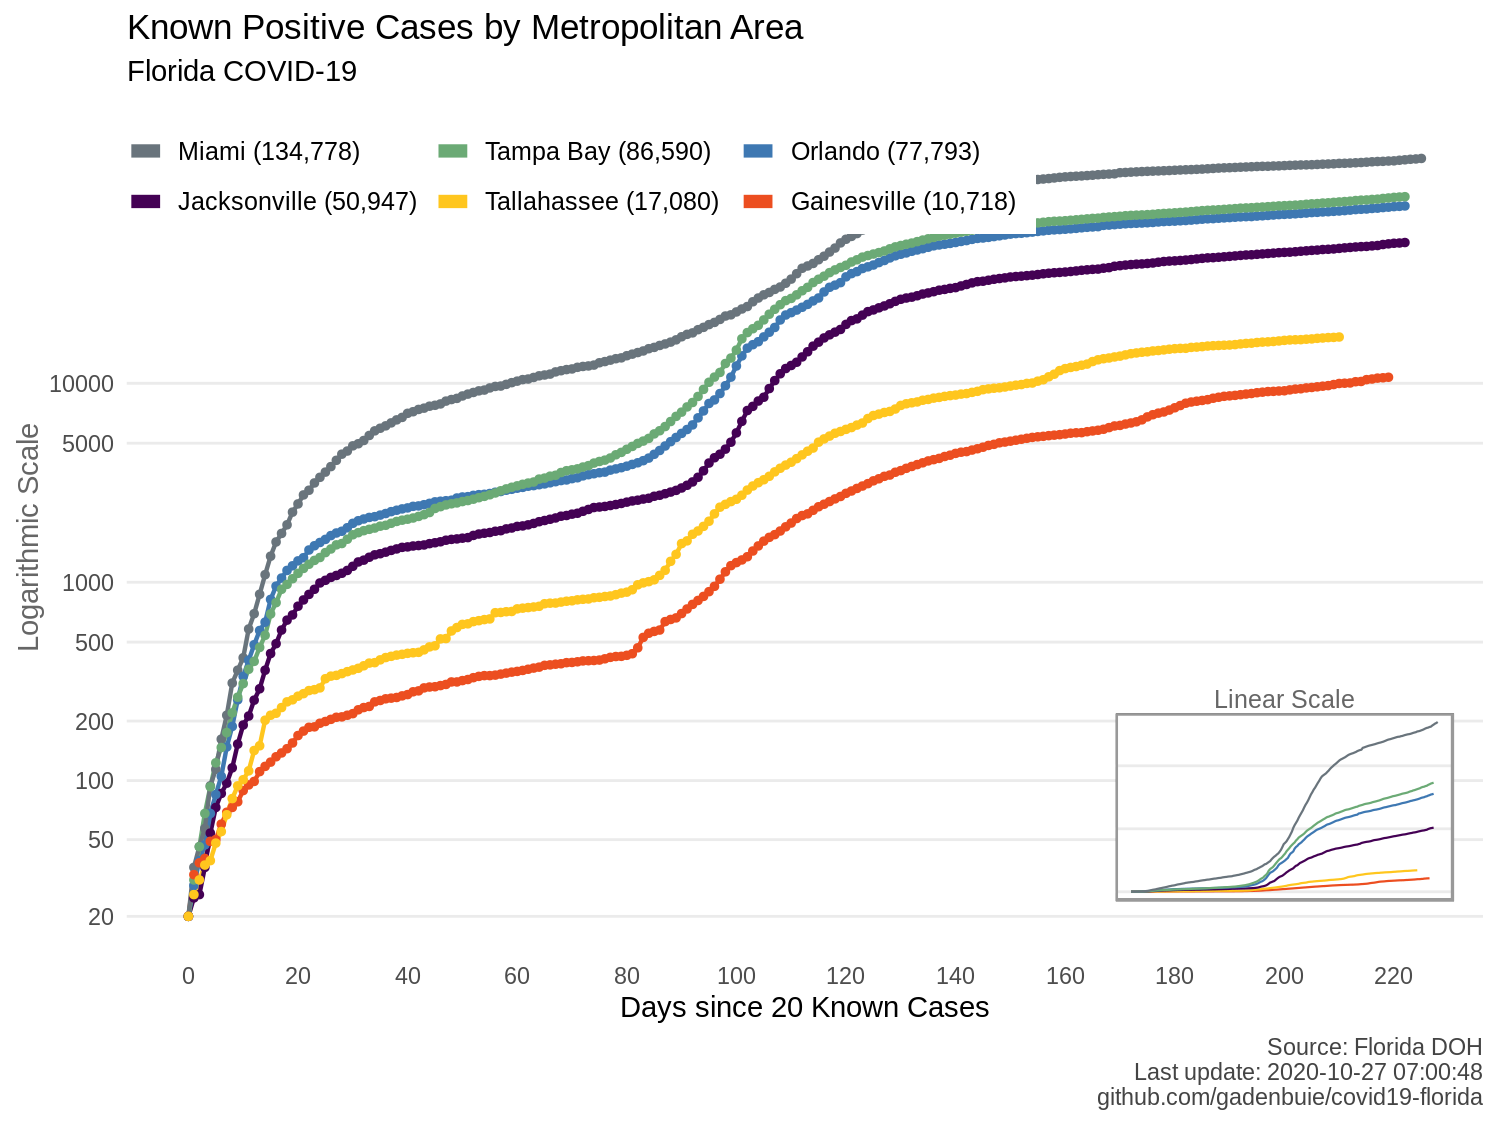 Known Positive Cases by Metropolitan Area
Florida COVID-19
Miami (134,778) Tampa Bay (86,590) Orlando (77,793)
Jacksonville (50,947) Tallahassee (17,080) Gainesville (10,718)
Logarithmic Scale
10000
5000
1000
500
200
100
50
20
Linear Scale
0 20 40 60 80 100 120 140 160 180 200 220
Days since 20 Known Cases
Source: Florida DOH
Last update: 2020-10-27 07:00:48
github.com/gadenbuie/covid19-florida